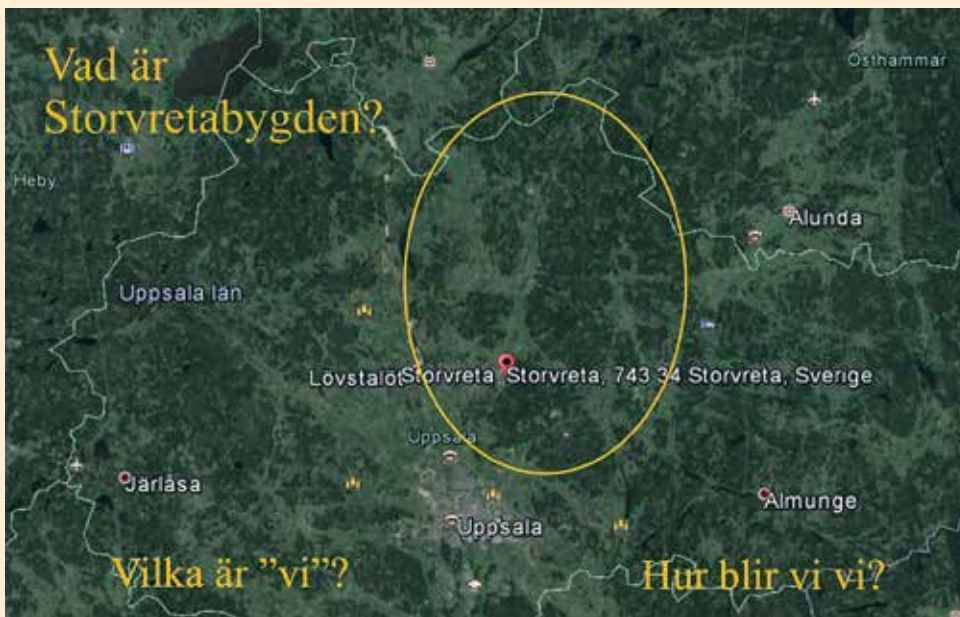 Vad är
Storvretabygden?
Östhammar
Heby
Alunda
Uppsala län
Lövstalöt
Storvreta
Storvreta, 743 34 Storvreta, Sverige
Uppsala
Järlåsa
Almunge
Uppsala
Vilka är ”vi”?
Hur blir vi vi?